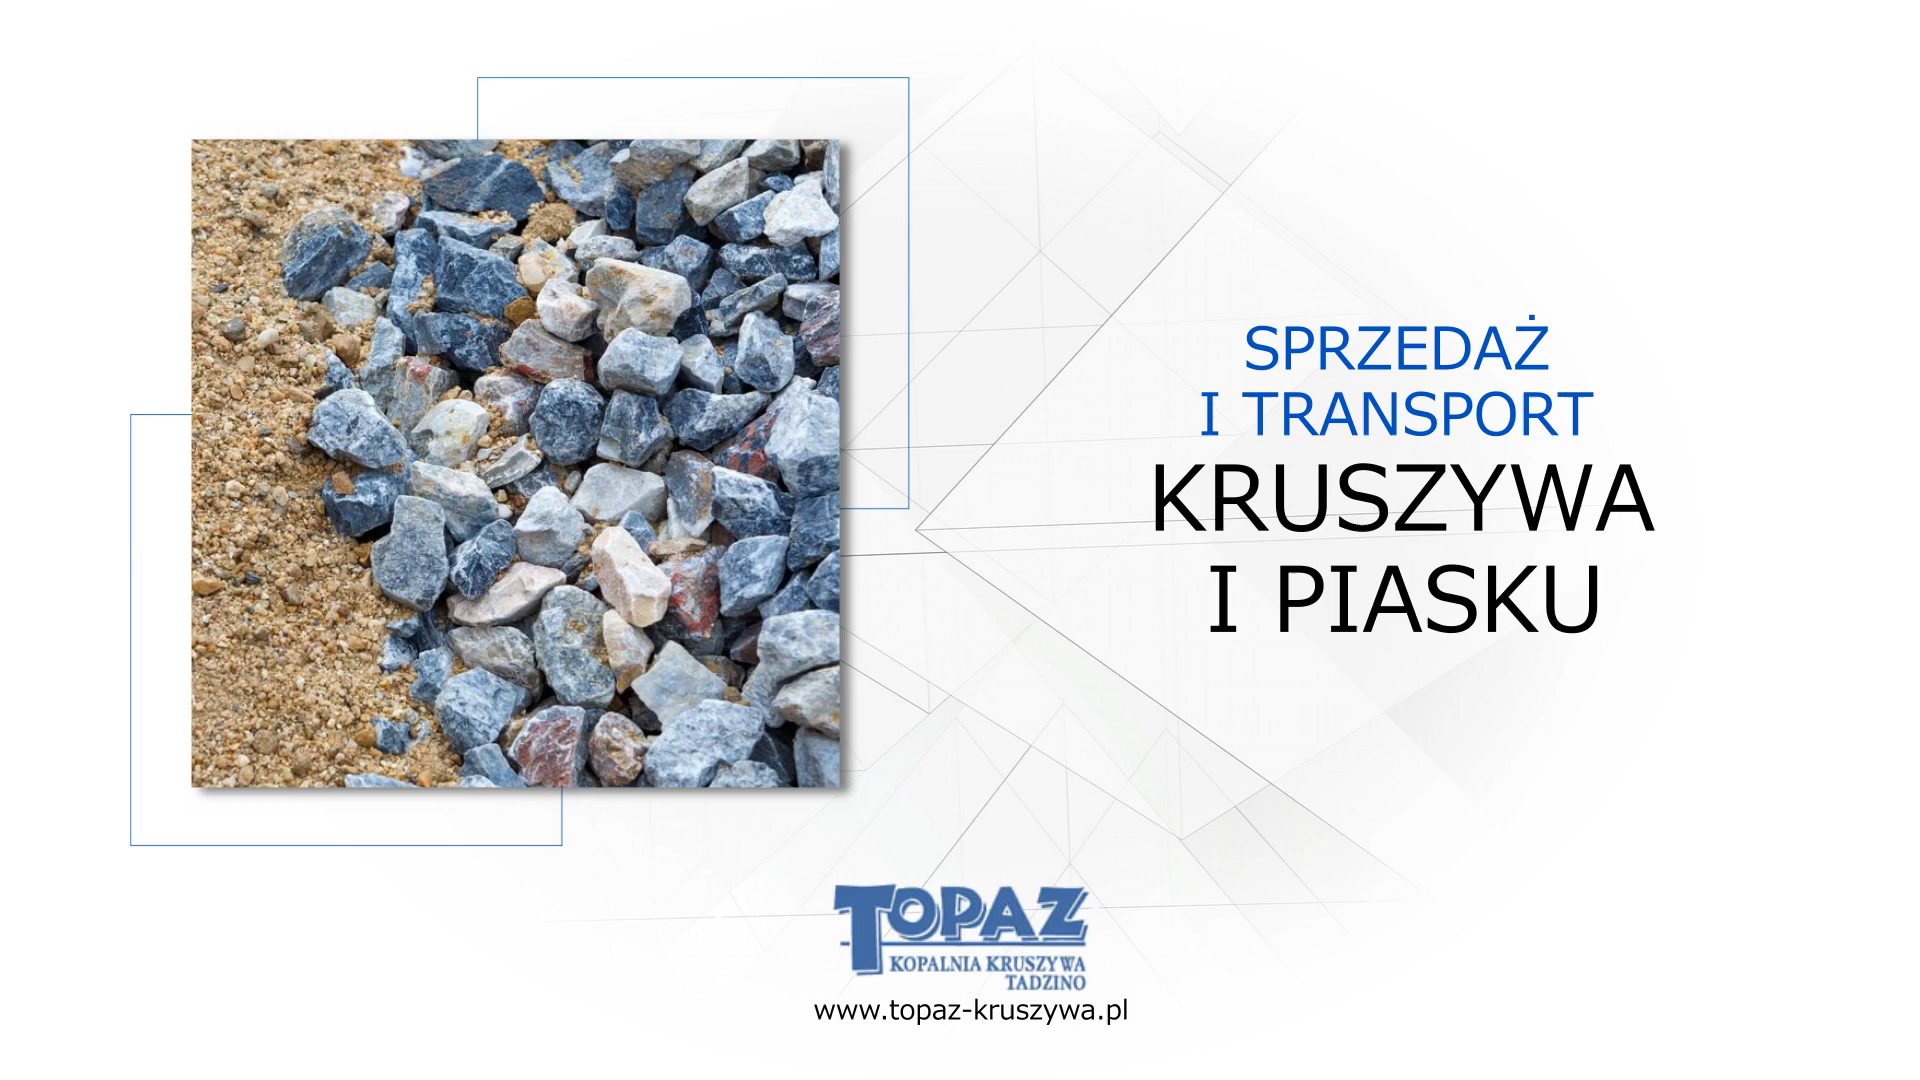 SPRZEDAŻ
I TRANSPORT
KRUSZYWA
I PIASKU
TOPAZ
KOPALNIA KRUSZYWA
TADZINO
www.topaz-kruszywa.pl